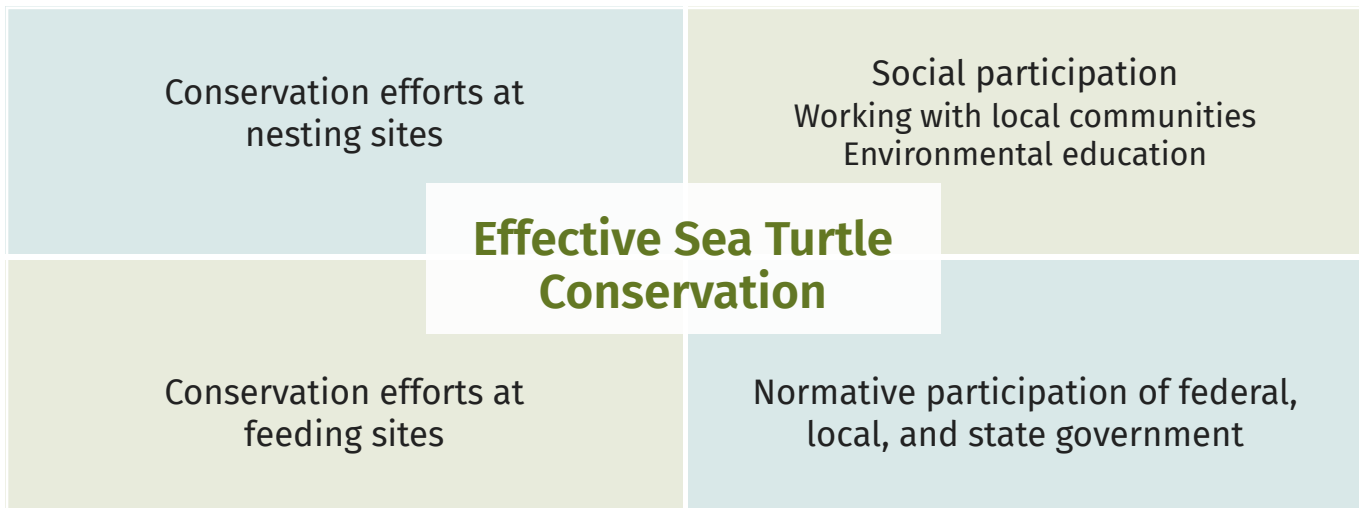 Conservation efforts at
nesting sites
Social participation
Working with local communities
Environmental education
Effective Sea Turtle
Conservation
Conservation efforts at
feeding sites
Normative participation of federal,
local, and state government